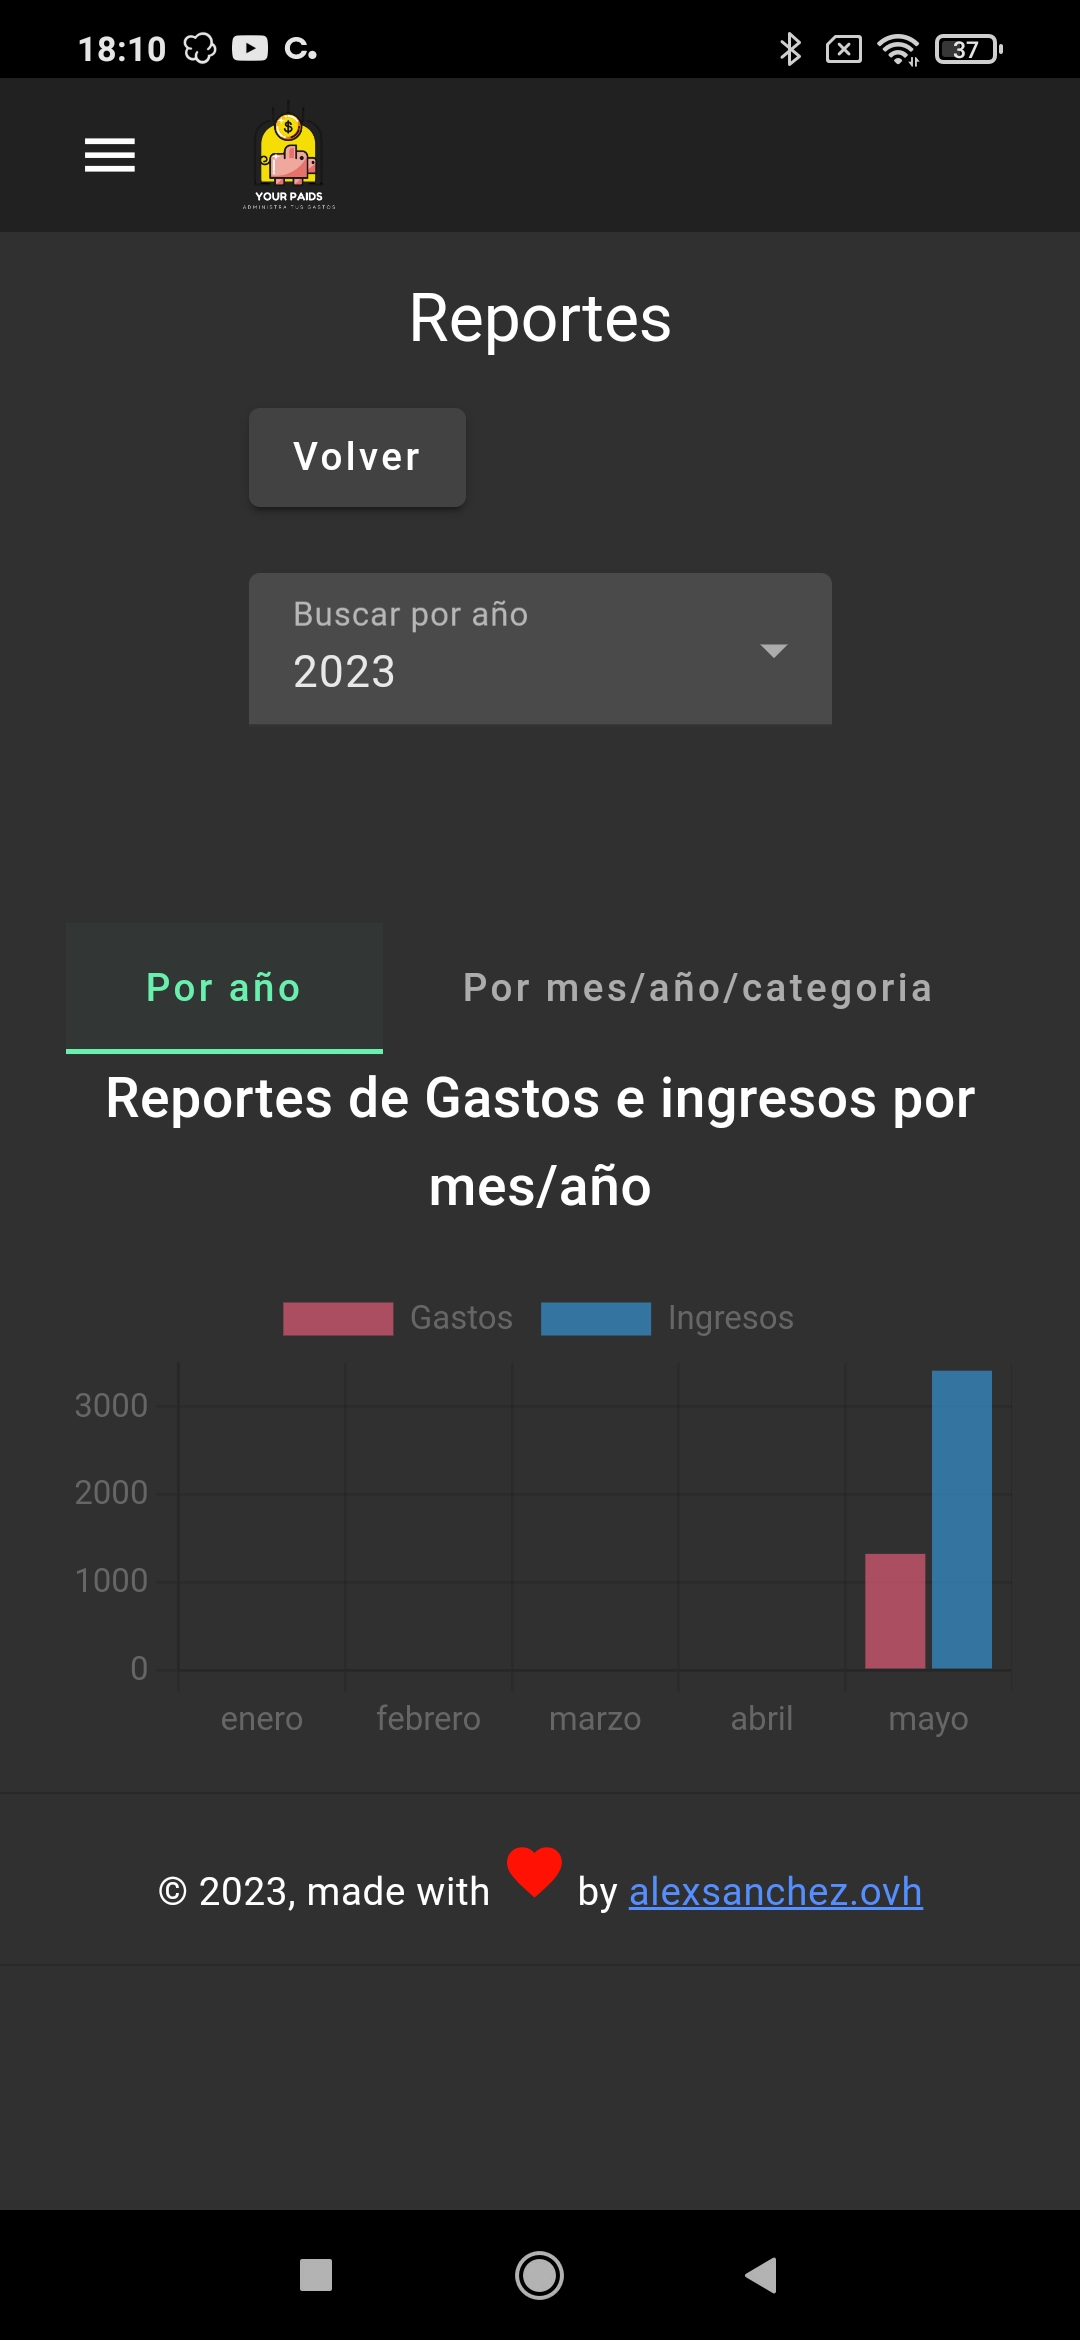 18:10
37
YOUR PAIDS
ADMINISTRA TUS GASTOS
Reportes
Volver
Buscar por año
2023
Por año
Por mes/año/categoria
Reportes de Gastos e ingresos por
mes/año
Gastos
Ingresos
3000
2000
1000
0
enero
febrero
marzo
abril
mayo
© 2023, made with
by alexsanchez.ovh